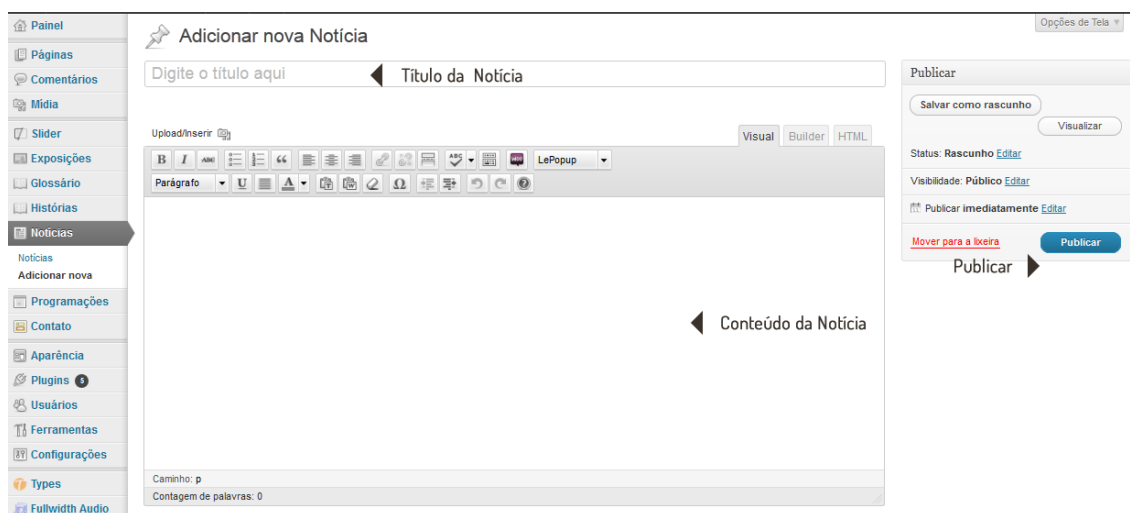 Painel
Páginas
Comentários
Mídia
Slider
Exposições
Glossário
Histórias
Notícias
Notícias
Adicionar nova
Programações
Contato
Aparência
Plugins 5
Usuários
Ferramentas
Configurações
Types
Fullwidth Audio
Opções de Tela
Adicionar nova Notícia
Digite o título aqui
Título da Notícia
Upload/Inserir
Visual Builder HTML
B I ABC ABC LePopup
Parágrafo U A Ω
Conteúdo da Notícia
Caminho: p
Contagem de palavras: 0
Publicar
Salvar como rascunho
Visualizar
Status: Rascunho Editar
Visibilidade: Público Editar
Publicar imediatamente Editar
Mover para a lixeira Publicar
Publicar